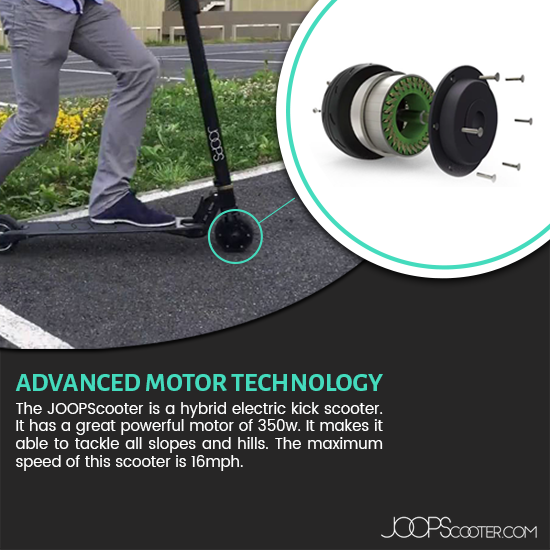 JOOPS
ADVANCED MOTOR TECHNOLOGY
The JOOPScooter is a hybrid electric kick scooter.
It has a great powerful motor of 350w. It makes it
able to tackle all slopes and hills. The maximum
speed of this scooter is 16mph.
JOOPSCOOTER.COM